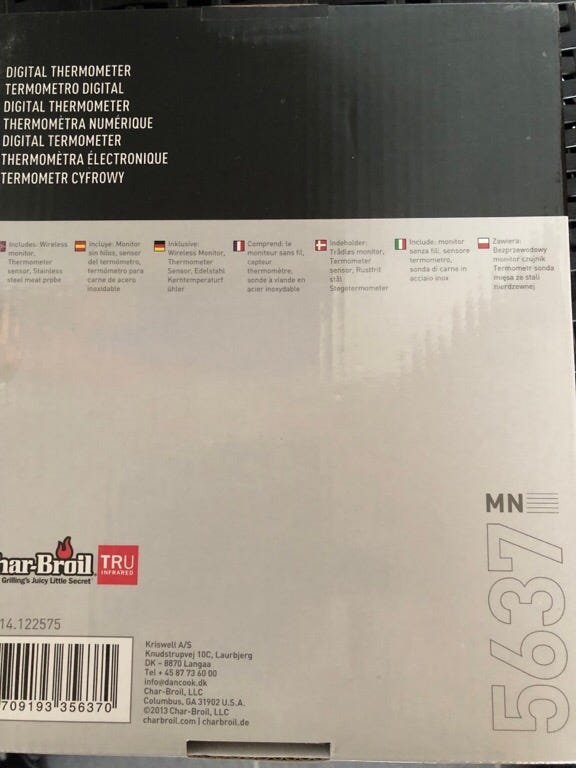 DIGITAL THERMOMETER
TERMOMETRO DIGITAL
DIGITAL THERMOMETER
THERMOMÈTRA NUMÉRIQUE
DIGITAL TERMOMETER
THERMOMÈTRA ÉLECTRONIQUE
TERMOMETR CYFROWY
Includes: Wireless
monitor,
Thermometer
sensor, Stainless
steel meat probe
Incluye: Monitor
sin hilos, sensor
del termómetro,
termómetro para
carne de acero
inoxidable
Inklusive:
Wireless Monitor,
Thermometer
Sensor, Edelstahl
Kerntemperaturf
ühler
Comprend: le
moniteur sans fil,
capteur
thermomètre,
sonde à viande en
acier inoxydable
Indeholder:
Trådløs monitor,
Termometer
sensor, Rustfrit
stål
Stegetermometer
Include: monitor
senza fili, sensore
termometro,
sonda di carne in
acciaio inox
Zawiera:
Bezprzewodowy
monitor czujnik
Termometr sonda
mięsa ze stali
nierdzewnej
MN
5637
har-Broil
Grilling's Juicy Little Secret
TRU
INFRARED
14.122575
709193 356370
Kriswell A/S
Knudstrupvej 10C, Laurbjerg
DK – 8870 Langaa
Tel + 45 87 73 60 00
info@dancook.dk
Char-Broil, LLC
Columbus, GA 31902 U.S.A.
©2013 Char-Broil, LLC
charbroil.com | charbroil.de